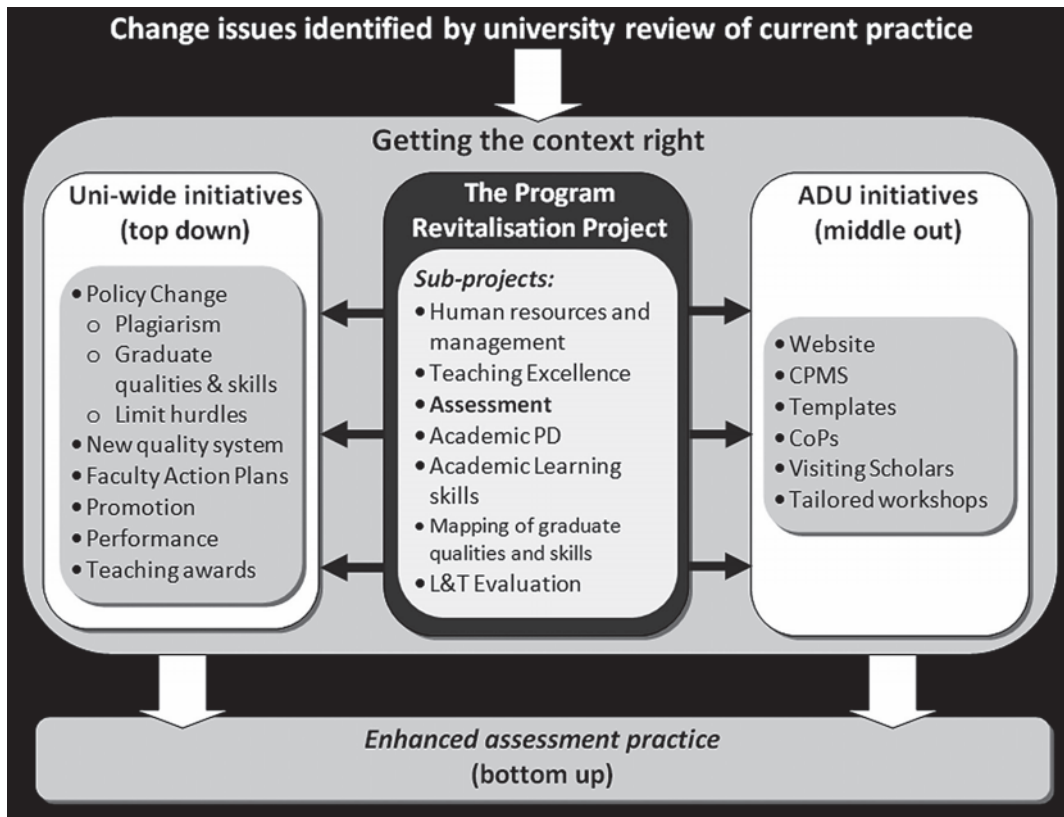 Change issues identified by university review of current practice
Getting the context right
Uni-wide initiatives
(top down)
• Policy Change
o Plagiarism
o Graduate
qualities & skills
o Limit hurdles
• New quality system
• Faculty Action Plans
• Promotion
• Performance
• Teaching awards
The Program
Revitalisation Project
Sub-projects:
• Human resources and
management
• Teaching Excellence
• Assessment
• Academic PD
• Academic Learning
skills
• Mapping of graduate
qualities and skills
• L&T Evaluation
ADU initiatives
(middle out)
• Website
• CPMS
• Templates
• CoPs
• Visiting Scholars
• Tailored workshops
Enhanced assessment practice
(bottom up)